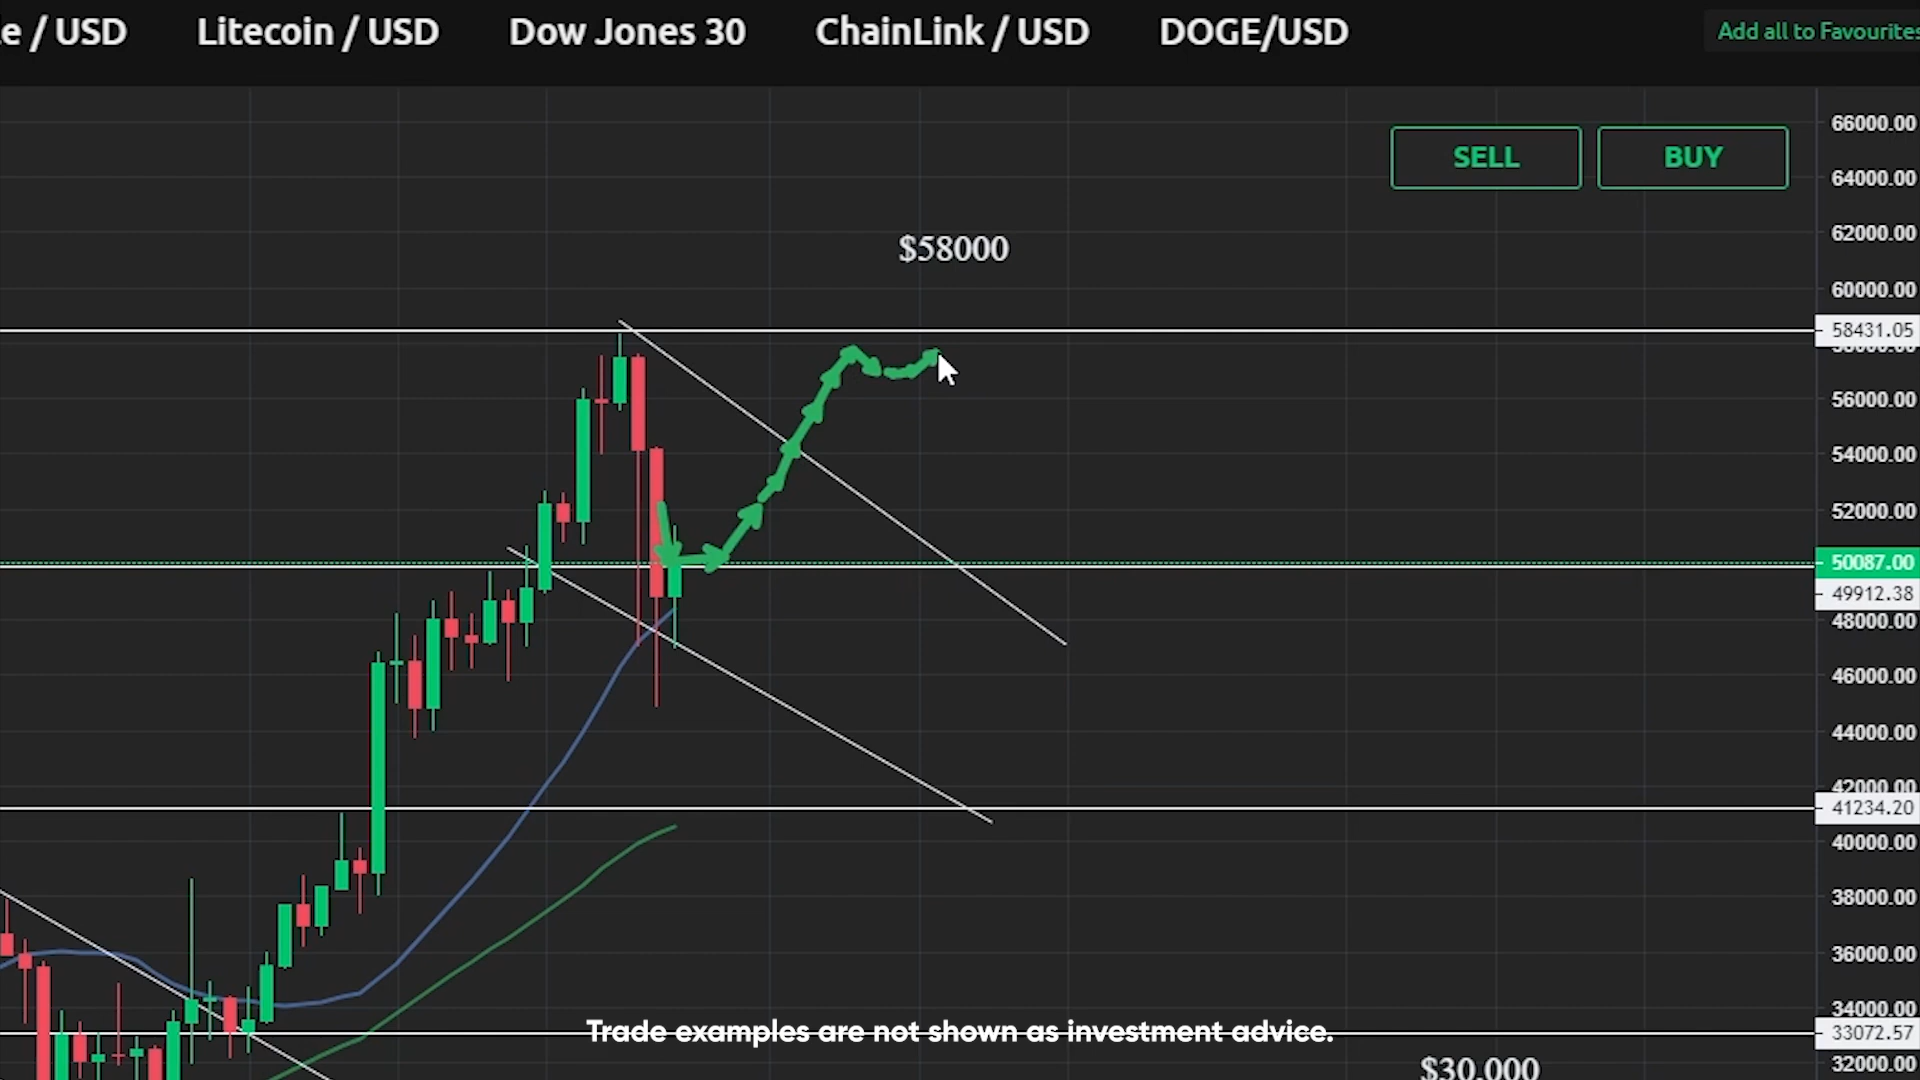 e / USD
Litecoin / USD
Dow Jones 30
ChainLink / USD
DOGE/USD
Add all to Favourites
SELL
BUY
66000.00
64000.00
$58000
62000.00
60000.00
58431.05
56000.00
54000.00
52000.00
50087.00
49912.38
48000.00
46000.00
44000.00
42000.00
41234.20
40000.00
38000.00
36000.00
34000.00
Trade examples are not shown as investment advice.
33072.57
$30,000
32000.00